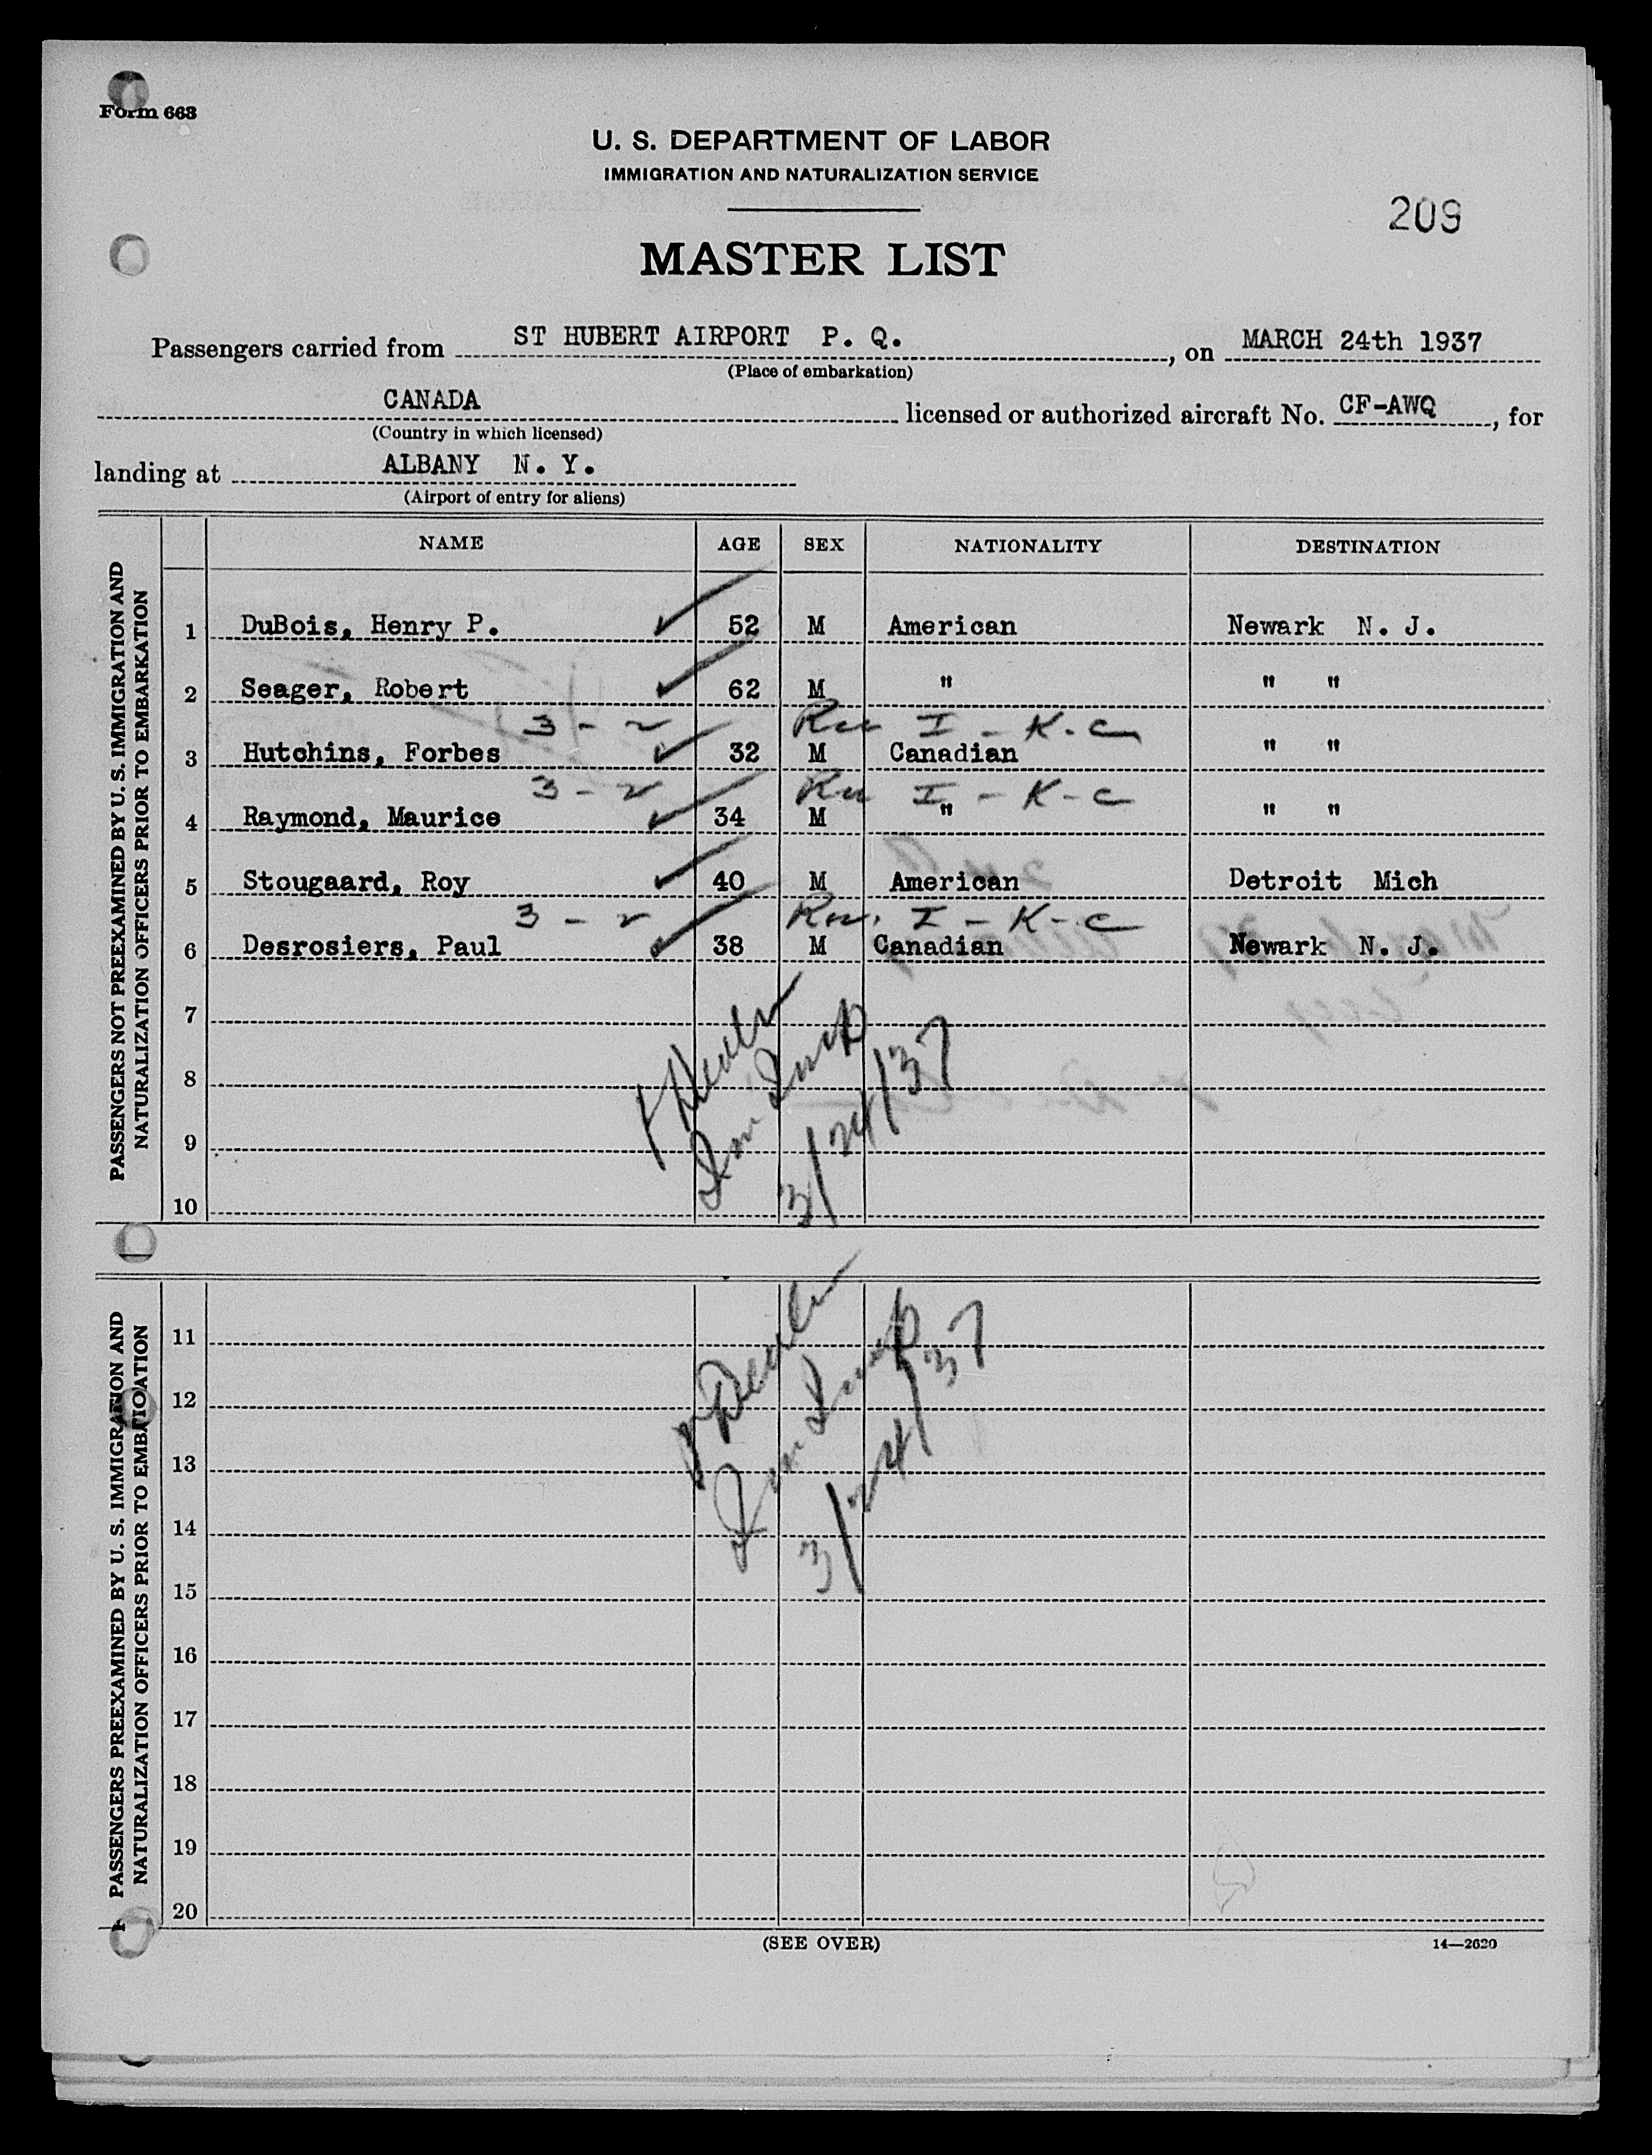 Form 663
U. S. DEPARTMENT OF LABOR
IMMIGRATION AND NATURALIZATION SERVICE
209
MASTER LIST
Passengers carried from ST HUBERT AIRPORT P. Q., on MARCH 24th 1937
(Place of embarkation)
CANADA licensed or authorized aircraft No. CF-AWQ, for
(Country in which licensed)
landing at ALBANY N. Y.
(Airport of entry for aliens)
NAME AGE SEX NATIONALITY DESTINATION
PASSENGERS NOT PREEXAMINED BY U. S. IMMIGRATION AND
NATURALIZATION OFFICERS PRIOR TO EMBARKATION
1 DuBois, Henry P. 52 M American Newark N. J.
2 Seager, Robert 62 M " " "
3 - 2 I - K-C
3 Hutchins, Forbes 32 M Canadian " "
3 - 2 I - K-C
4 Raymond, Maurice 34 M " " "
5 Stougaard, Roy 40 M American Detroit Mich
3 - 2 I - K-C
6 Desrosiers, Paul 38 M Canadian Newark N. J.
7
8
9
10
Imm Insp
3/24/37
PASSENGERS PREEXAMINED BY U. S. IMMIGRATION AND
NATURALIZATION OFFICERS PRIOR TO EMBARKATION
11
12
13
14
15
16
17
18
19
20
Imm Insp
3/24/37
(SEE OVER)
14—2620